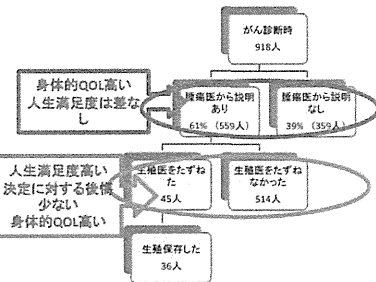 がん診断時
918人
身体的QOL高い
人生満足度は差な
し
腫瘍医から説明
あり
61% (559人)
腫瘍医から説明
なし
39% (359人)
人生満足度高い
決定に対する後悔
少ない
身体的QOL高い
生殖医をたずね
た
45人
生殖医をたずね
なかった
514人
生殖保存した
36人